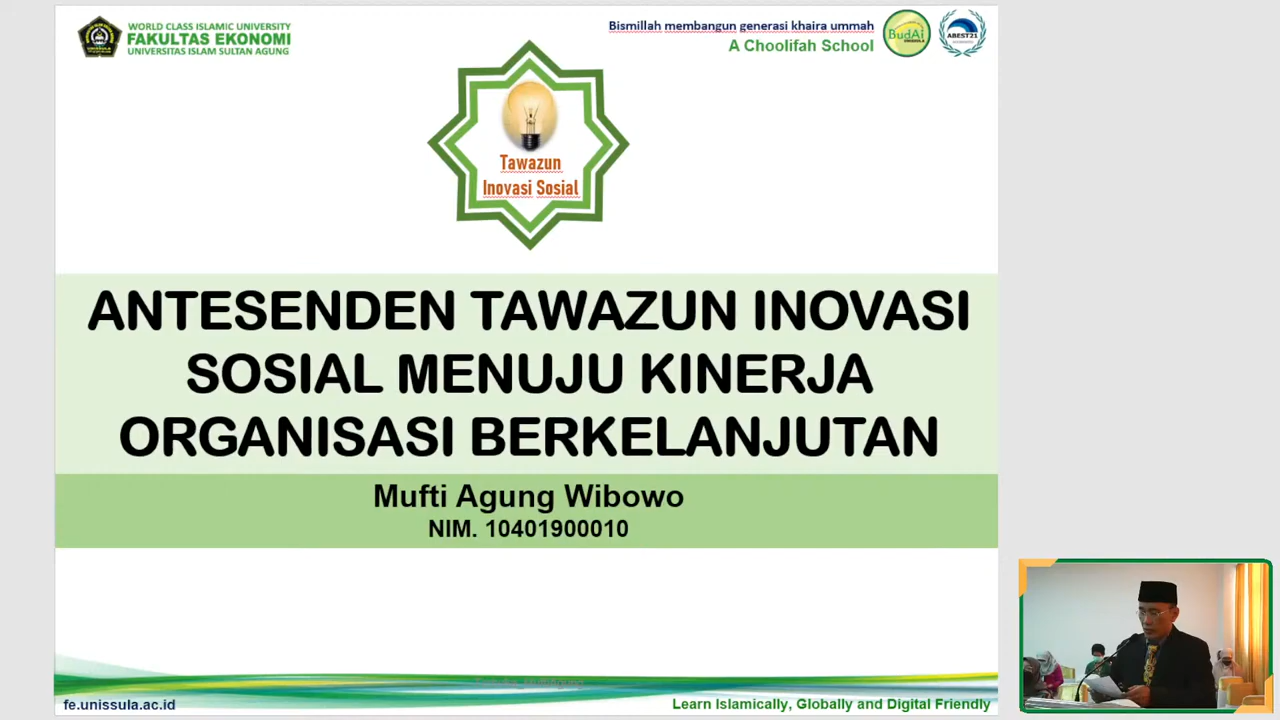 WORLD CLASS ISLAMIC UNIVERSITY
FAKULTAS EKONOMI
UNIVERSITAS ISLAM SULTAN AGUNG
Bismillah membangun generasi khaira ummah
A Choolifah School
BudAi
ABEST21
Tawazun
Inovasi Sosial
ANTESENDEN TAWAZUN INOVASI
SOSIAL MENUJU KINERJA
ORGANISASI BERKELANJUTAN
Mufti Agung Wibowo
NIM. 10401900010
fe.unissula.ac.id
Learn Islamically, Globally and Digital Friendly